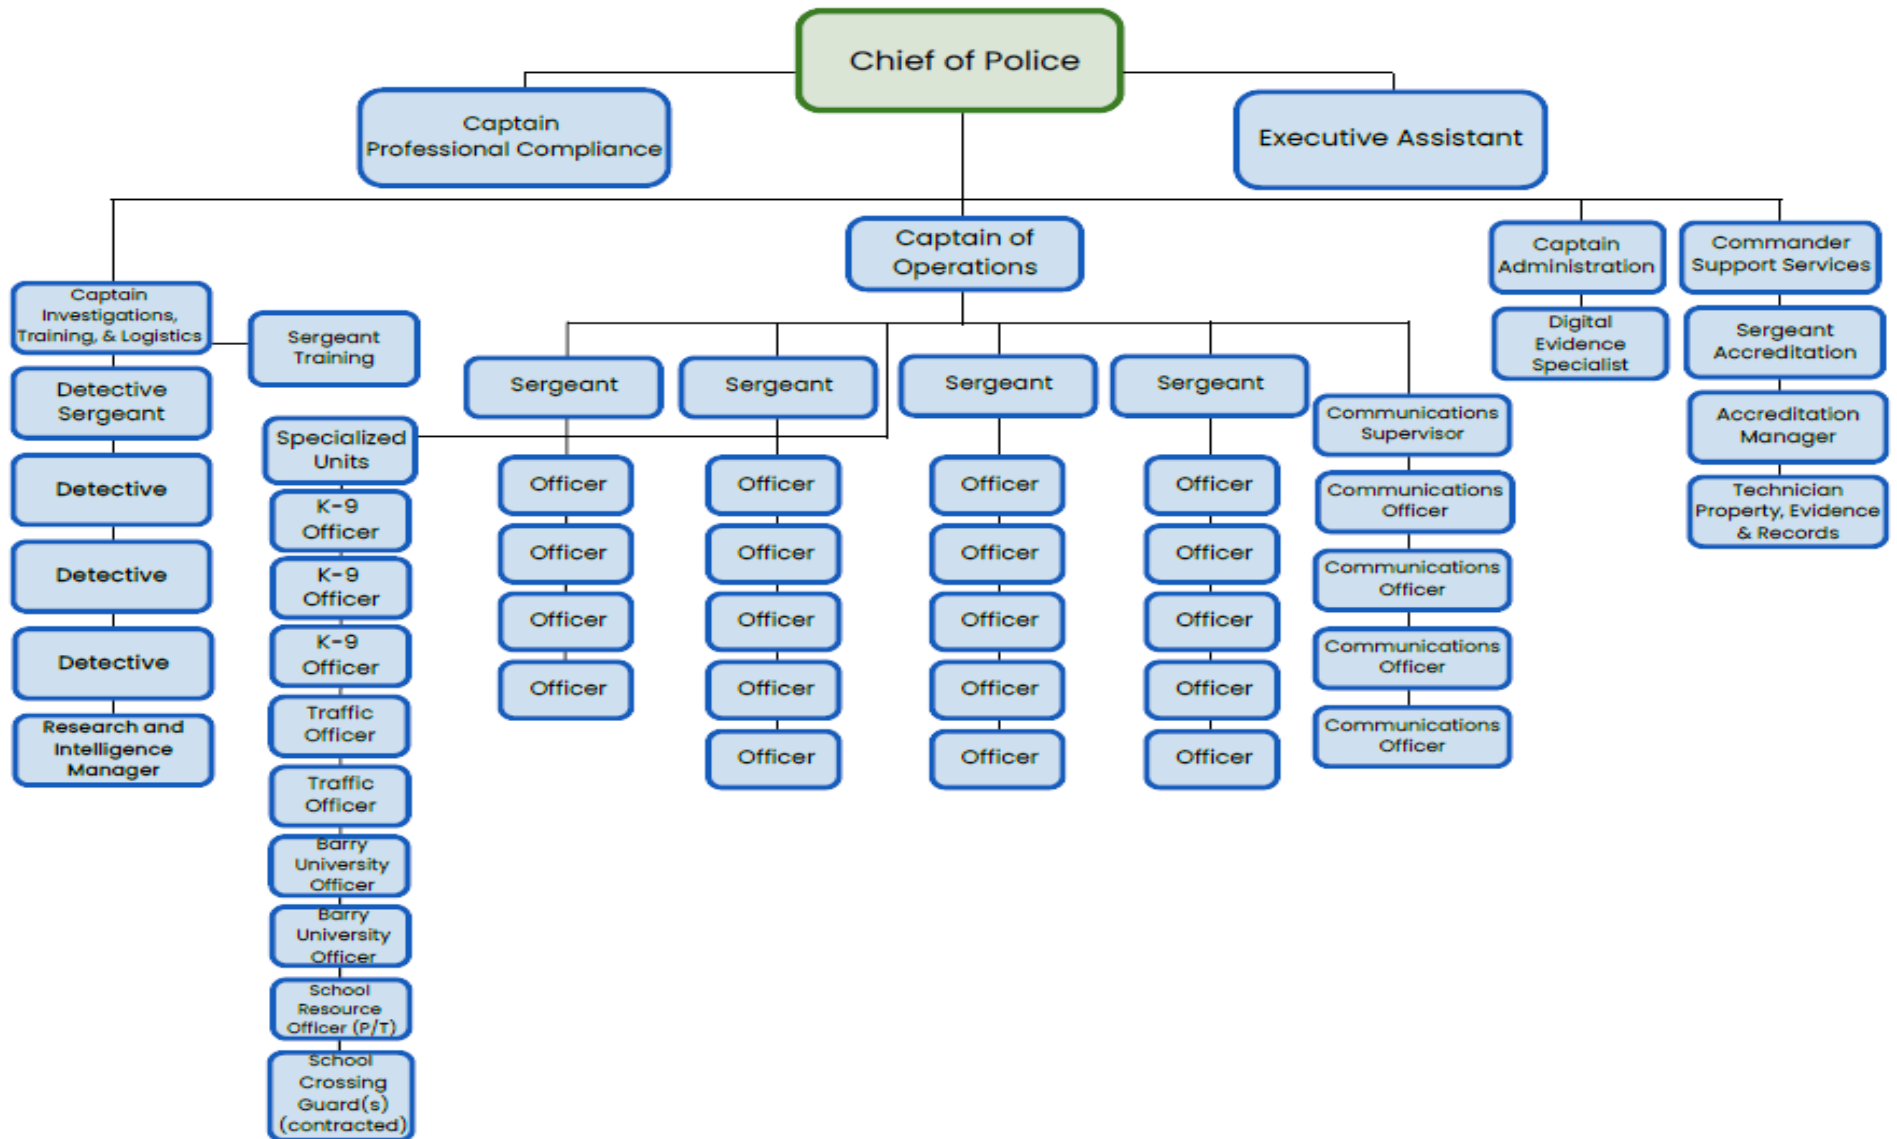 Chief of Police
Captain
Professional Compliance
Executive Assistant
Captain of
Operations
Captain
Administration
Commander
Support Services
Captain
Investigations,
Training, & Logistics
Sergeant
Training
Digital
Evidence
Specialist
Sergeant
Accreditation
Detective
Sergeant
Sergeant
Sergeant
Sergeant
Sergeant
Communications
Supervisor
Accreditation
Manager
Specialized
Units
Detective
Officer
Officer
Officer
Officer
Communications
Officer
Technician
Property, Evidence
& Records
K-9
Officer
Officer
Officer
Officer
Officer
Detective
K-9
Officer
Communications
Officer
Officer
Officer
Officer
Officer
Detective
K-9
Officer
Communications
Officer
Officer
Officer
Officer
Officer
Research and
Intelligence
Manager
Traffic
Officer
Communications
Officer
Officer
Officer
Officer
Traffic
Officer
Barry
University
Officer
Barry
University
Officer
School
Resource
Officer (P/T)
School
Crossing
Guard(s)
(contracted)